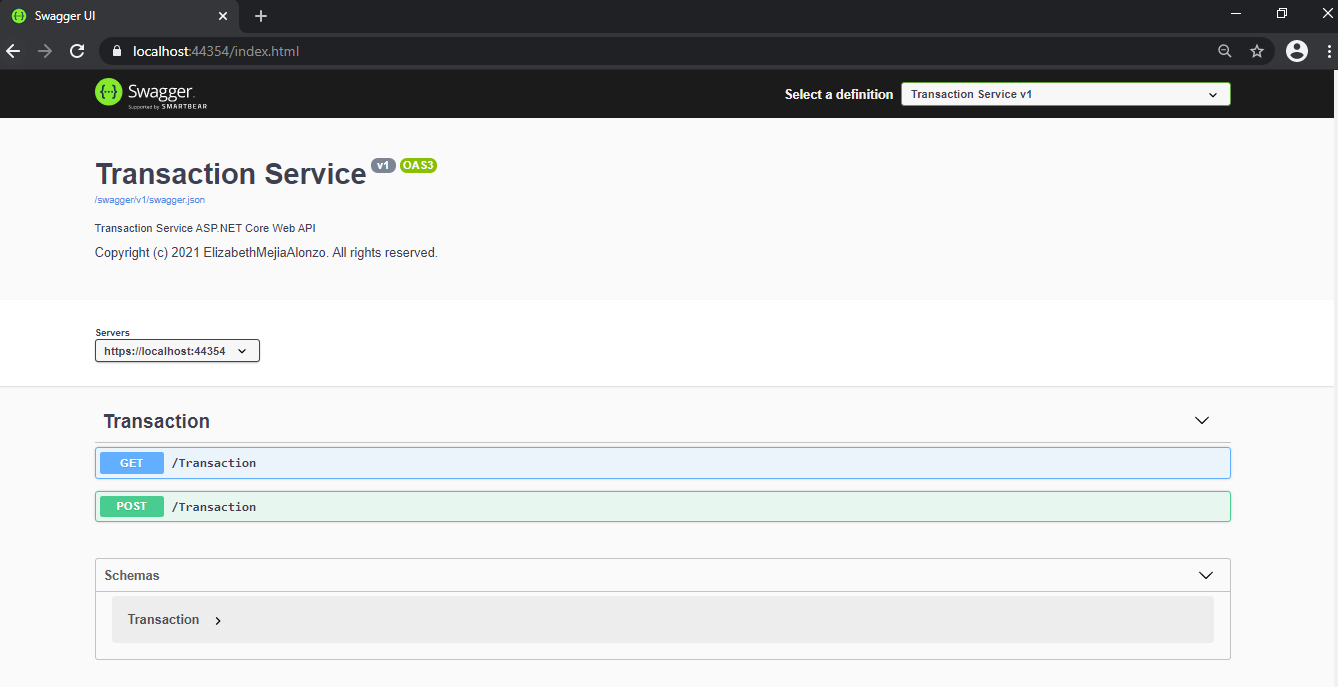 Swagger UI
localhost:44354/index.html
Swagger.
Supported by SMARTBEAR
Select a definition
Transaction Service v1
Transaction Service v1 OAS3
/swagger/v1/swagger.json
Transaction Service ASP.NET Core Web API
Copyright (c) 2021 ElizabethMejiaAlonzo. All rights reserved.
Servers
https://localhost:44354
Transaction
GET /Transaction
POST /Transaction
Schemas
Transaction